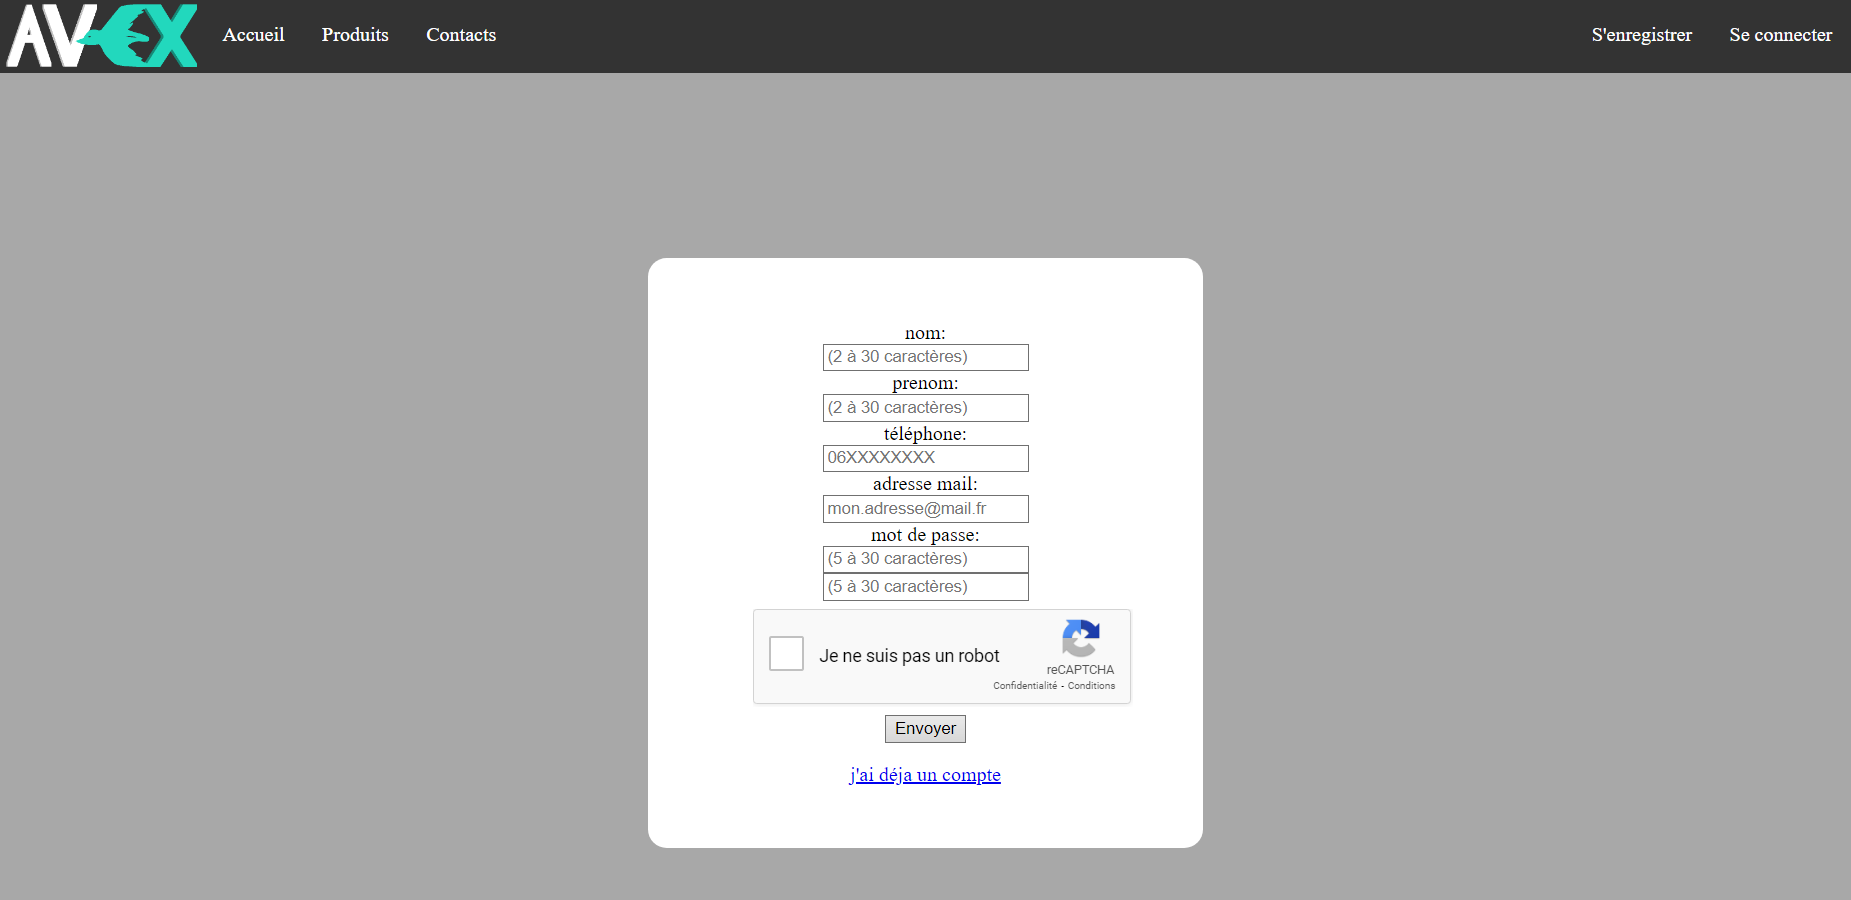 AVEX Accueil Produits Contacts S'enregistrer Se connecter
nom:
(2 à 30 caractères)
prenom:
(2 à 30 caractères)
téléphone:
06XXXXXXXX
adresse mail:
mon.adresse@mail.fr
mot de passe:
(5 à 30 caractères)
(5 à 30 caractères)
Je ne suis pas un robot
reCAPTCHA
Confidentialité - Conditions
Envoyer
j'ai déja un compte